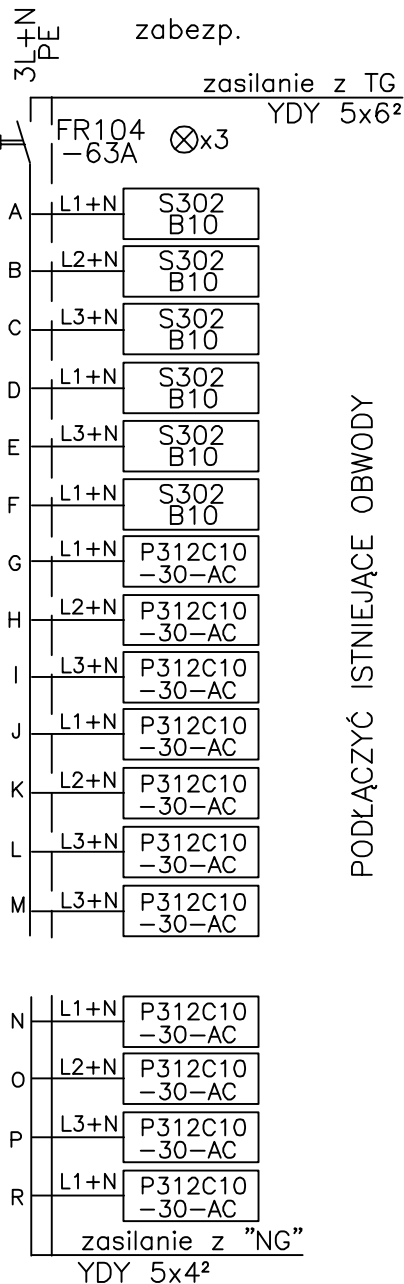 3L+N
PE
zabezp.
zasilanie z TG
YDY 5x6²
FR104
-63A
x3
A L1+N S302
B10
B L2+N S302
B10
C L3+N S302
B10
D L1+N S302
B10
E L3+N S302
B10
F L1+N S302
B10
G L1+N P312C10
-30-AC
H L2+N P312C10
-30-AC
I L3+N P312C10
-30-AC
J L1+N P312C10
-30-AC
K L2+N P312C10
-30-AC
L L3+N P312C10
-30-AC
M L3+N P312C10
-30-AC
PODŁĄCZYĆ ISTNIEJĄCE OBWODY
N L1+N P312C10
-30-AC
O L2+N P312C10
-30-AC
P L3+N P312C10
-30-AC
R L1+N P312C10
-30-AC
zasilanie z "NG"
YDY 5x4²